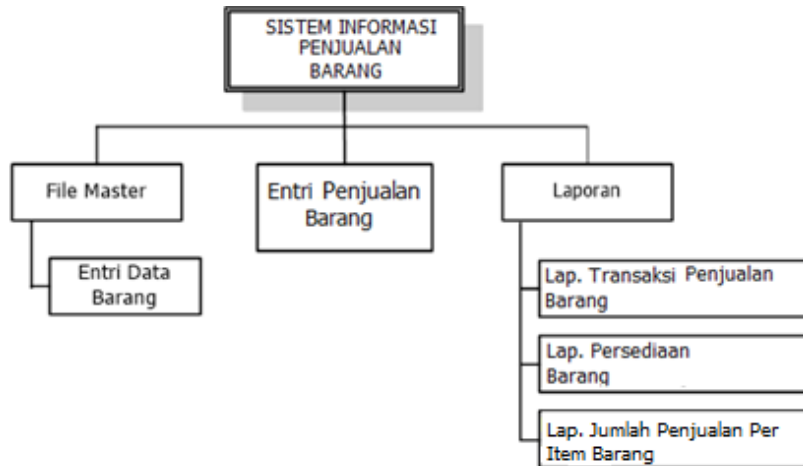 SISTEM INFORMASI
PENJUALAN
BARANG
File Master
Entri Penjualan
Barang
Laporan
Entri Data
Barang
Lap. Transaksi Penjualan
Barang
Lap. Persediaan
Barang
Lap. Jumlah Penjualan Per
Item Barang